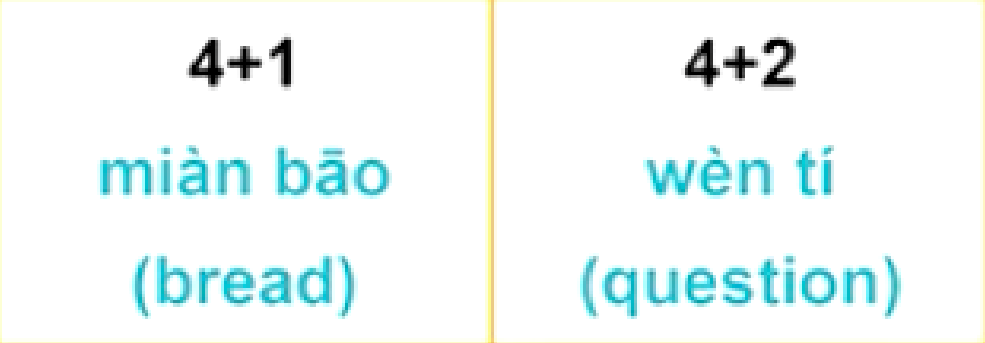 4+1
miàn bāo
(bread)
4+2
wèn tí
(question)